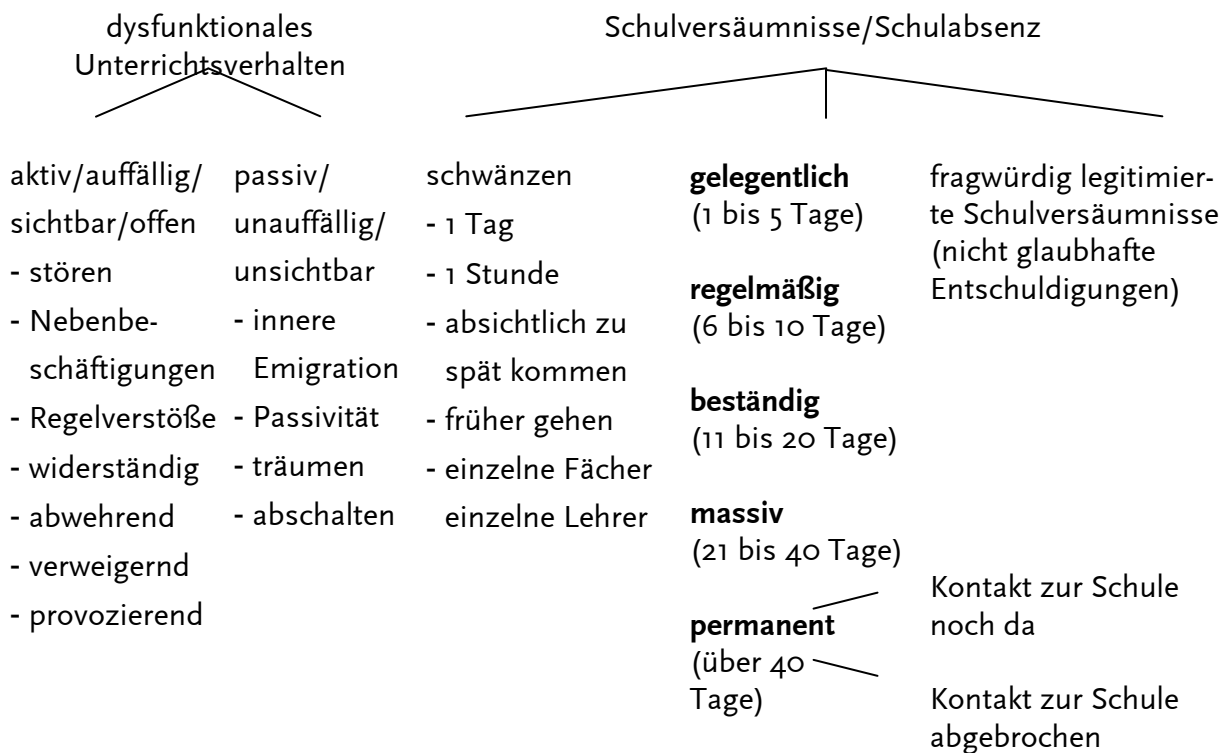 dysfunktionales
Unterrichtsverhalten
Schulversäumnisse/Schulabsenz
aktiv/auffällig/
sichtbar/offen
- stören
- Nebenbe-
schäftigungen
- Regelverstöße
- widerständig
- abwehrend
- verweigernd
- provozierend
passiv/
unauffällig/
unsichtbar
- innere
Emigration
- Passivität
- träumen
- abschalten
schwänzen
- 1 Tag
- 1 Stunde
- absichtlich zu
spät kommen
- früher gehen
- einzelne Fächer
einzelne Lehrer
gelegentlich
(1 bis 5 Tage)
regelmäßig
(6 bis 10 Tage)
beständig
(11 bis 20 Tage)
massiv
(21 bis 40 Tage)
permanent
(über 40
Tage)
fragwürdig legitimier-
te Schulversäumnisse
(nicht glaubhafte
Entschuldigungen)
Kontakt zur Schule
noch da
Kontakt zur Schule
abgebrochen